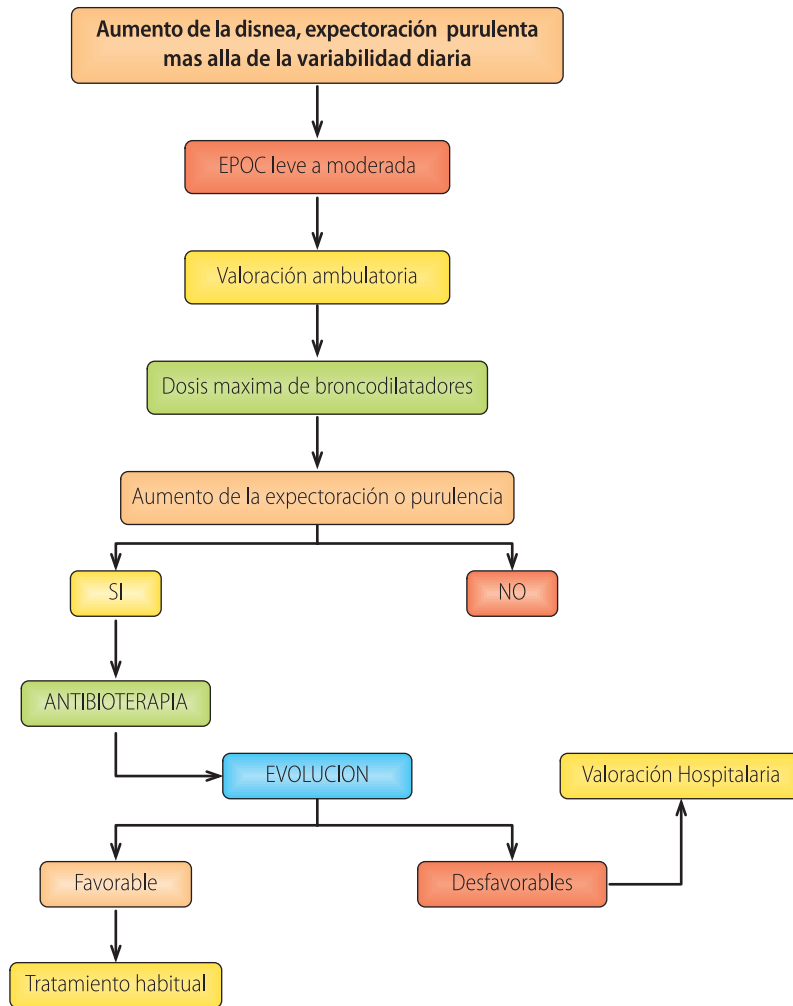 Aumento de la disnea, expectoración purulenta
mas alla de la variabilidad diaria
EPOC leve a moderada
Valoración ambulatoria
Dosis maxima de broncodilatadores
Aumento de la expectoración o purulencia
SI
NO
ANTIBIOTERAPIA
EVOLUCION
Valoración Hospitalaria
Favorable
Desfavorables
Tratamiento habitual